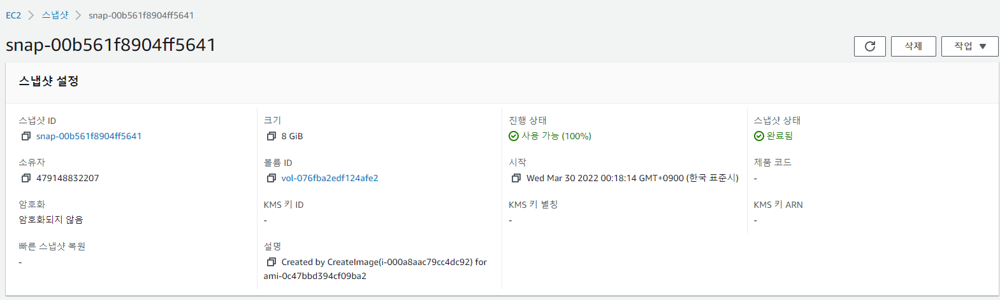 EC2 스냅샷 snap-00b561f8904ff5641
snap-00b561f8904ff5641
삭제
작업
스냅샷 설정
스냅샷 ID
snap-00b561f8904ff5641
크기
8 GiB
진행 상태
사용 가능 (100%)
스냅샷 상태
완료됨
소유자
479148832207
볼륨 ID
vol-076fba2edf124afe2
시작
Wed Mar 30 2022 00:18:14 GMT+0900 (한국 표준시)
제품 코드
-
암호화
암호화되지 않음
KMS 키 ID
-
KMS 키 별칭
-
KMS 키 ARN
-
빠른 스냅샷 복원
-
설명
Created by CreateImage(i-000a8aac79cc4dc92) for
ami-0c47bbd394cf09ba2